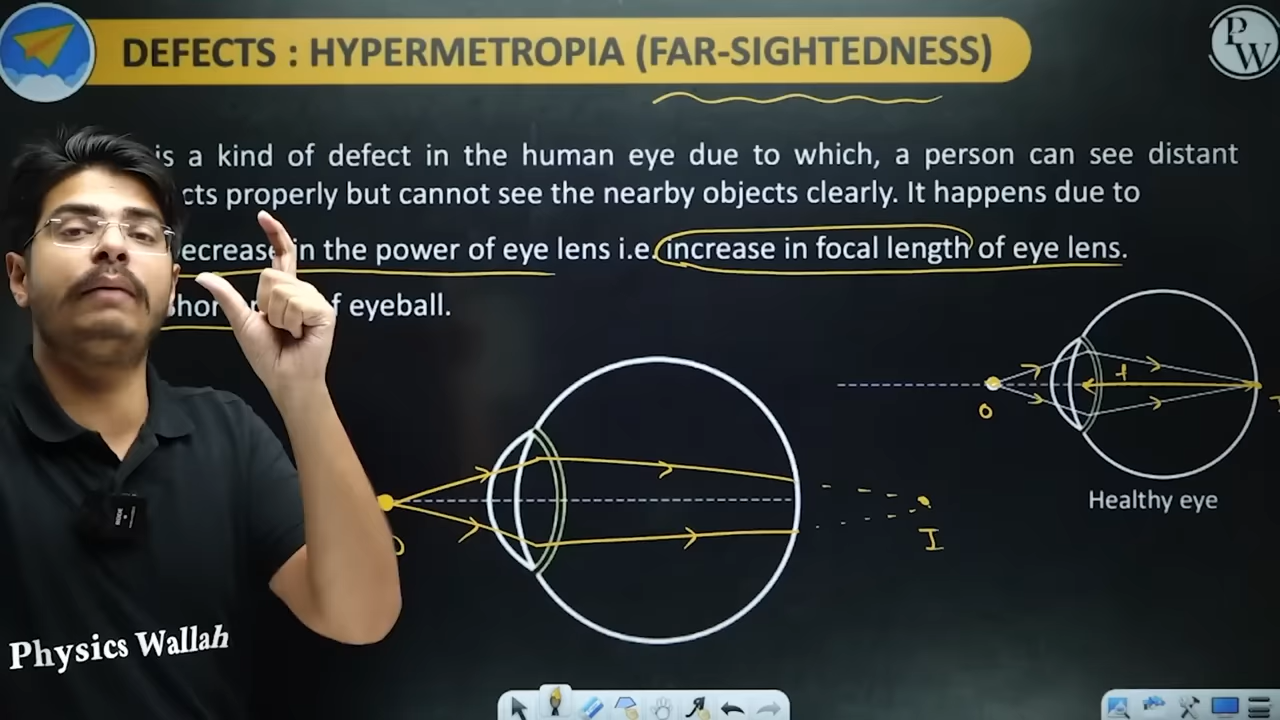 DEFECTS : HYPERMETROPIA (FAR-SIGHTEDNESS)
PW
is a kind of defect in the human eye due to which, a person can see distant
cts properly but cannot see the nearby objects clearly. It happens due to
ecrease in the power of eye lens i.e. increase in focal length of eye lens.
f eyeball.
O
I
O
Healthy eye
Physics Wallah